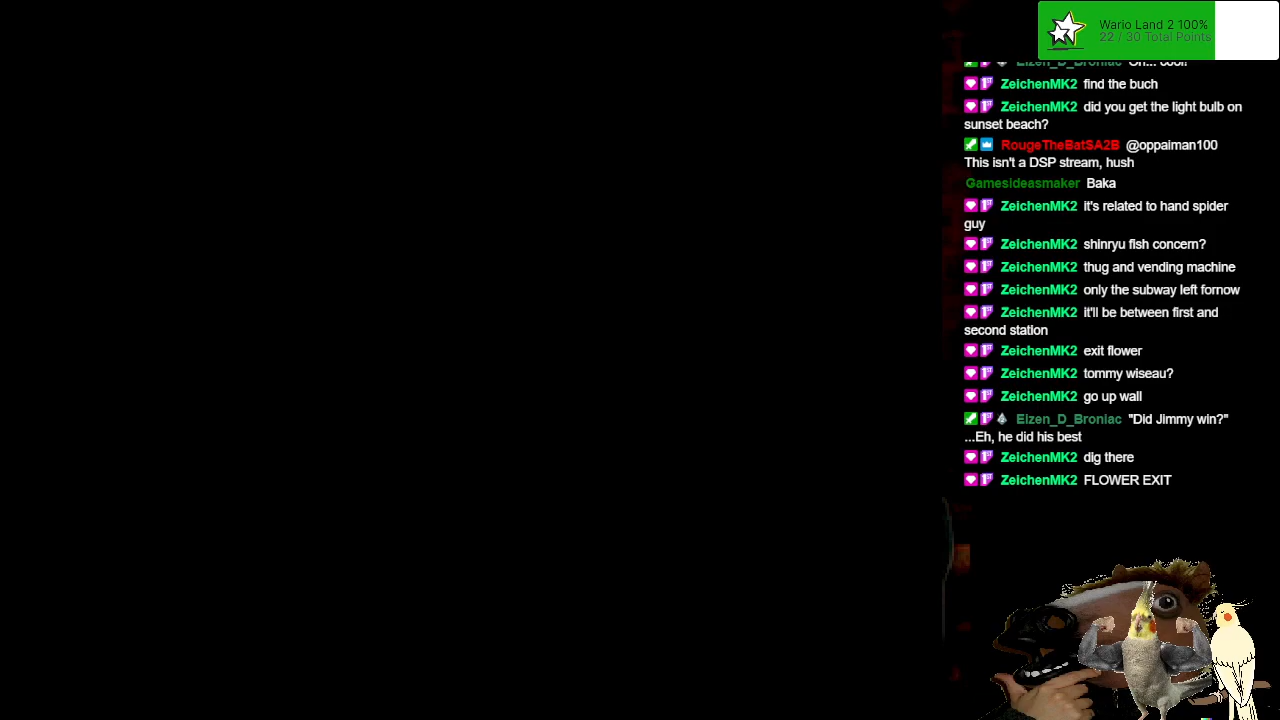 Wario Land 2 100%
22 / 30 Total Points
Elzen_D_Broniac Oh... cool!
ZeichenMK2 find the buch
ZeichenMK2 did you get the light bulb on
sunset beach?
RougeTheBatSA2B @oppaiman100
This isn't a DSP stream, hush
Gamesideasmaker Baka
ZeichenMK2 it's related to hand spider
guy
ZeichenMK2 shinryu fish concern?
ZeichenMK2 thug and vending machine
ZeichenMK2 only the subway left fornow
ZeichenMK2 it'll be between first and
second station
ZeichenMK2 exit flower
ZeichenMK2 tommy wiseau?
ZeichenMK2 go up wall
Elzen_D_Broniac "Did Jimmy win?"
...Eh, he did his best
ZeichenMK2 dig there
ZeichenMK2 FLOWER EXIT